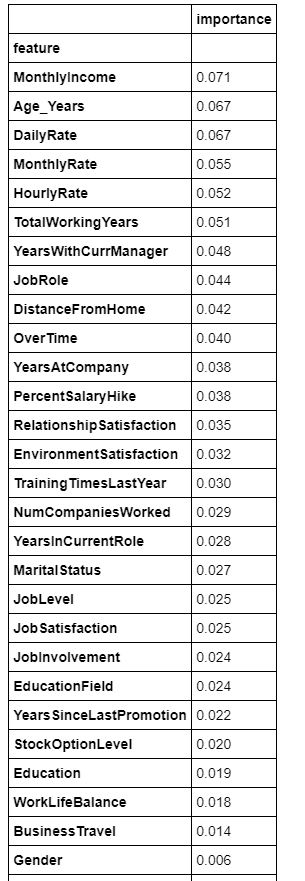 importance
feature
MonthlyIncome 0.071
Age_Years 0.067
DailyRate 0.067
MonthlyRate 0.055
HourlyRate 0.052
TotalWorkingYears 0.051
YearsWithCurrManager 0.048
JobRole 0.044
DistanceFromHome 0.042
OverTime 0.040
YearsAtCompany 0.038
PercentSalaryHike 0.038
RelationshipSatisfaction 0.035
EnvironmentSatisfaction 0.032
TrainingTimesLastYear 0.030
NumCompaniesWorked 0.029
YearsInCurrentRole 0.028
MaritalStatus 0.027
JobLevel 0.025
JobSatisfaction 0.025
JobInvolvement 0.024
EducationField 0.024
YearsSinceLastPromotion 0.022
StockOptionLevel 0.020
Education 0.019
WorkLifeBalance 0.018
BusinessTravel 0.014
Gender 0.006